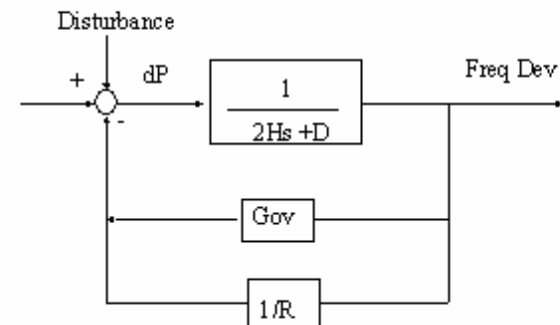 Disturbance
+
dP
Freq Dev
1
2Hs +D
-
Gov
1/R